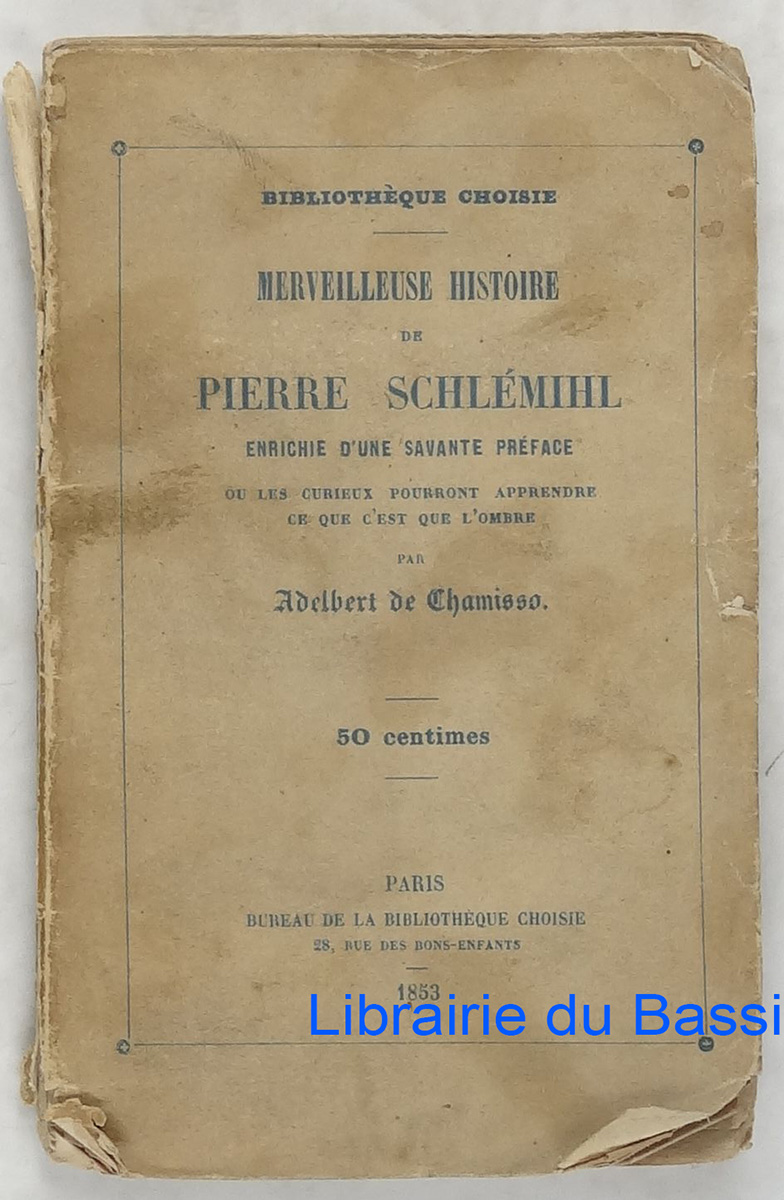 BIBLIOTHÈQUE CHOISIE
MERVEILLEUSE HISTOIRE
DE
PIERRE SCHLÉMIHL
ENRICHIE D'UNE SAVANTE PRÉFACE
OU LES CURIEUX POURRONT APPRENDRE
CE QUE C'EST QUE L'OMBRE
PAR
Adelbert de Chamisso.
50 centimes
PARIS
BUREAU DE LA BIBLIOTHÈQUE CHOISIE
28, RUE DES BONS-ENFANTS
1853
Librairie du Bassi